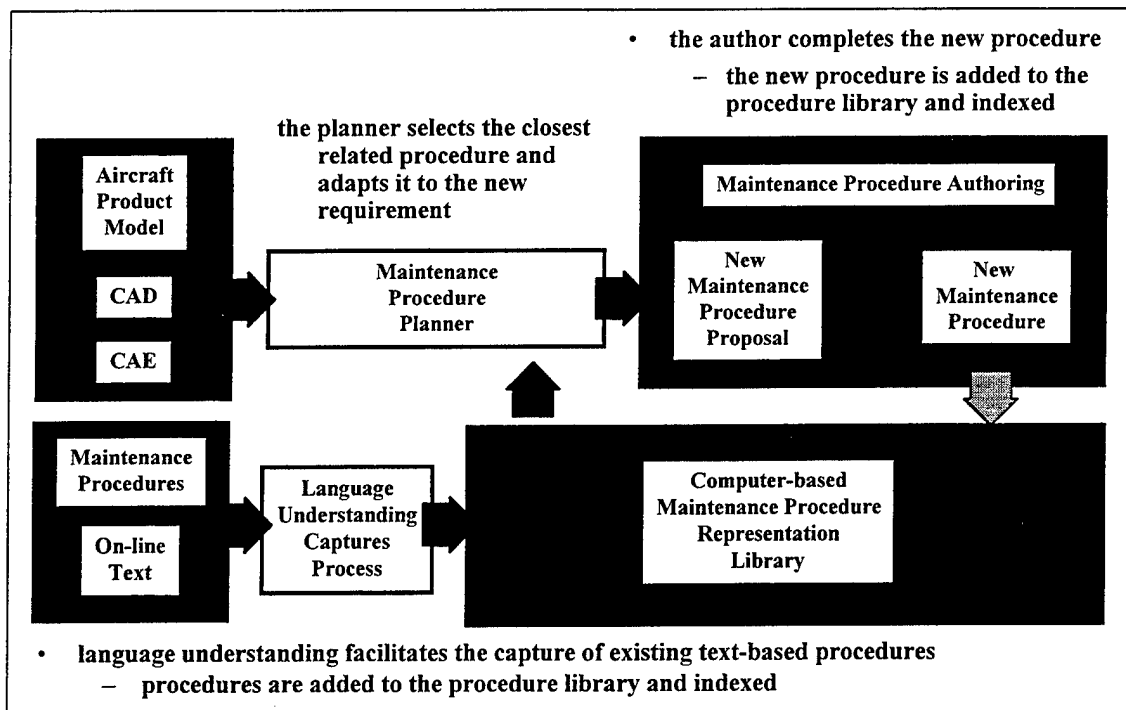 • the author completes the new procedure
– the new procedure is added to the
procedure library and indexed
the planner selects the closest
related procedure and
adapts it to the new
requirement
Aircraft
Product
Model
CAD
CAE
Maintenance
Procedure
Planner
Maintenance Procedure Authoring
New
Maintenance
Procedure
Proposal
New
Maintenance
Procedure
Maintenance
Procedures
On-line
Text
Language
Understanding
Captures
Process
Computer-based
Maintenance Procedure
Representation
Library
• language understanding facilitates the capture of existing text-based procedures
– procedures are added to the procedure library and indexed